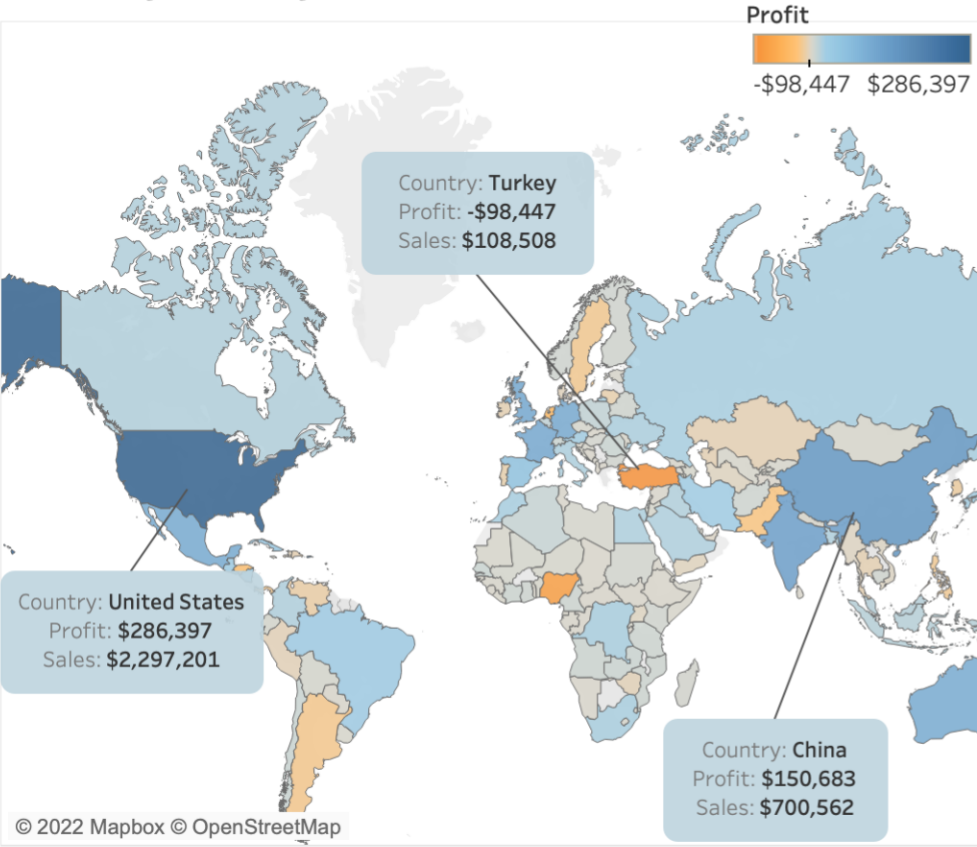 Profit
-$98,447 $286,397
Country: Turkey
Profit: -$98,447
Sales: $108,508
Country: United States
Profit: $286,397
Sales: $2,297,201
Country: China
Profit: $150,683
Sales: $700,562
© 2022 Mapbox © OpenStreetMap